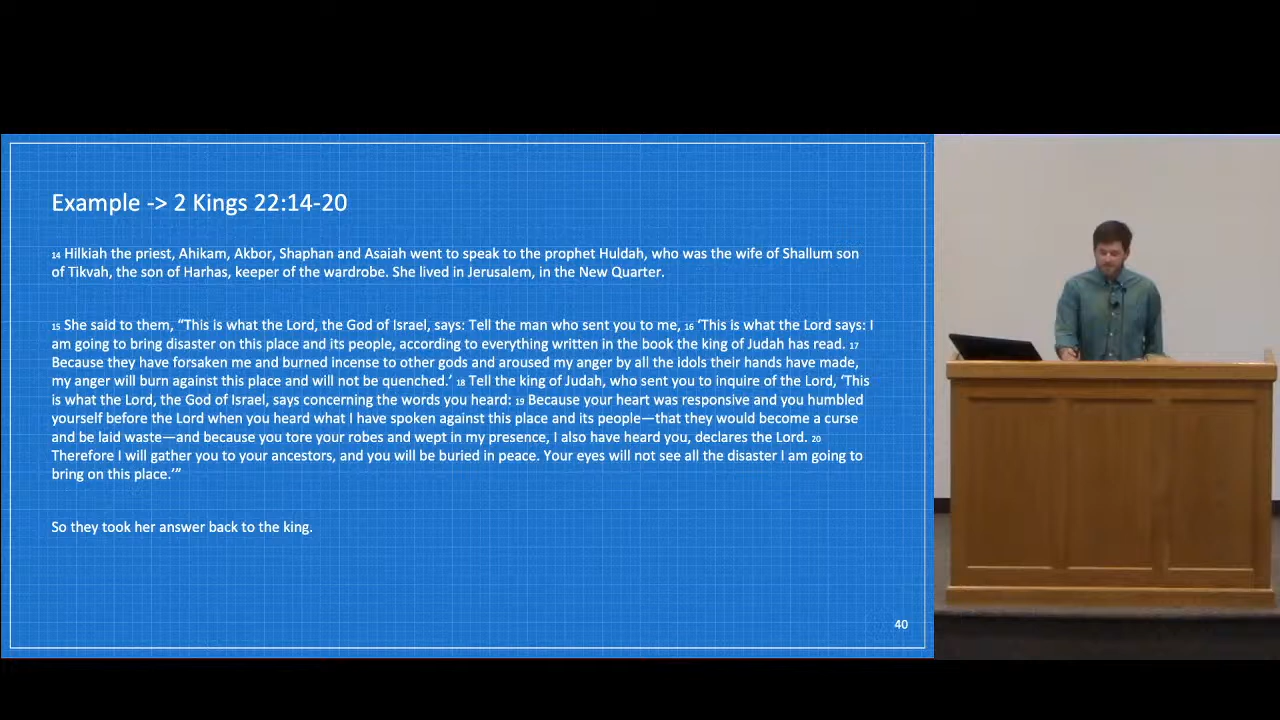 Example -> 2 Kings 22:14-20
14 Hilkiah the priest, Ahikam, Akbor, Shaphan and Asaiah went to speak to the prophet Huldah, who was the wife of Shallum son
of Tikvah, the son of Harhas, keeper of the wardrobe. She lived in Jerusalem, in the New Quarter.
15 She said to them, “This is what the Lord, the God of Israel, says: Tell the man who sent you to me, 16 ‘This is what the Lord says: I
am going to bring disaster on this place and its people, according to everything written in the book the king of Judah has read. 17
Because they have forsaken me and burned incense to other gods and aroused my anger by all the idols their hands have made,
my anger will burn against this place and will not be quenched.’ 18 Tell the king of Judah, who sent you to inquire of the Lord, ‘This
is what the Lord, the God of Israel, says concerning the words you heard: 19 Because your heart was responsive and you humbled
yourself before the Lord when you heard what I have spoken against this place and its people—that they would become a curse
and be laid waste—and because you tore your robes and wept in my presence, I also have heard you, declares the Lord. 20
Therefore I will gather you to your ancestors, and you will be buried in peace. Your eyes will not see all the disaster I am going to
bring on this place.’”
So they took her answer back to the king.
40